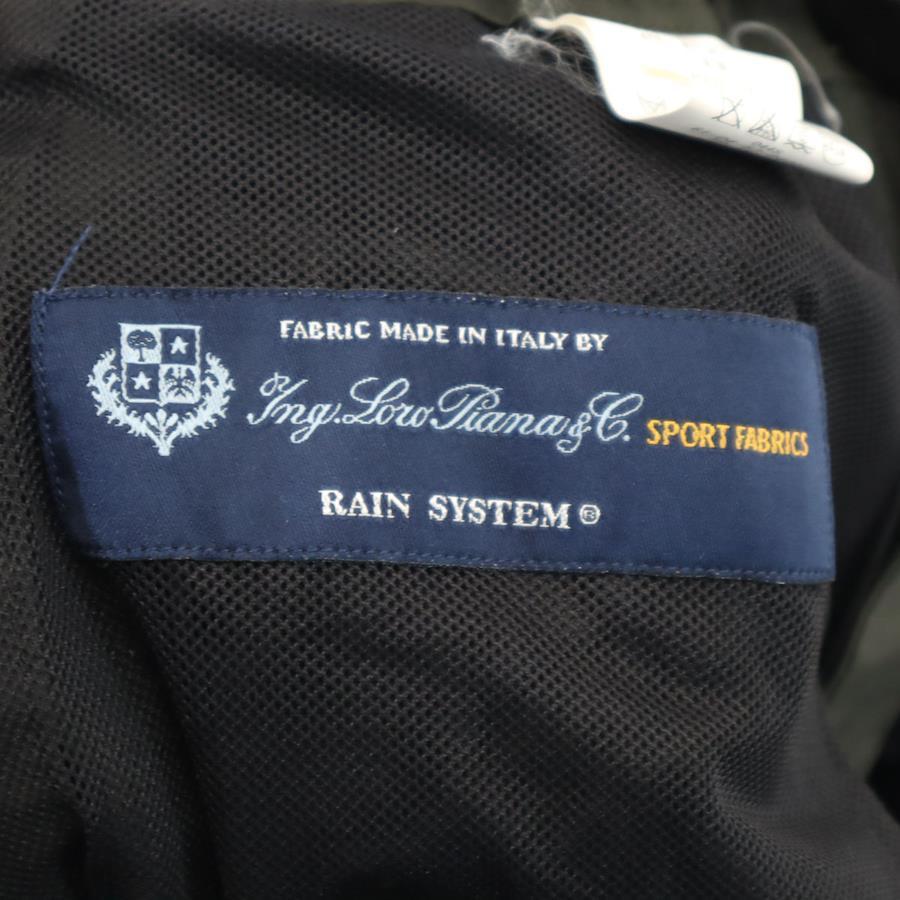 FABRIC MADE IN ITALY BY
Ing. Loro Piana & C. SPORT FABRICS
RAIN SYSTEM ®